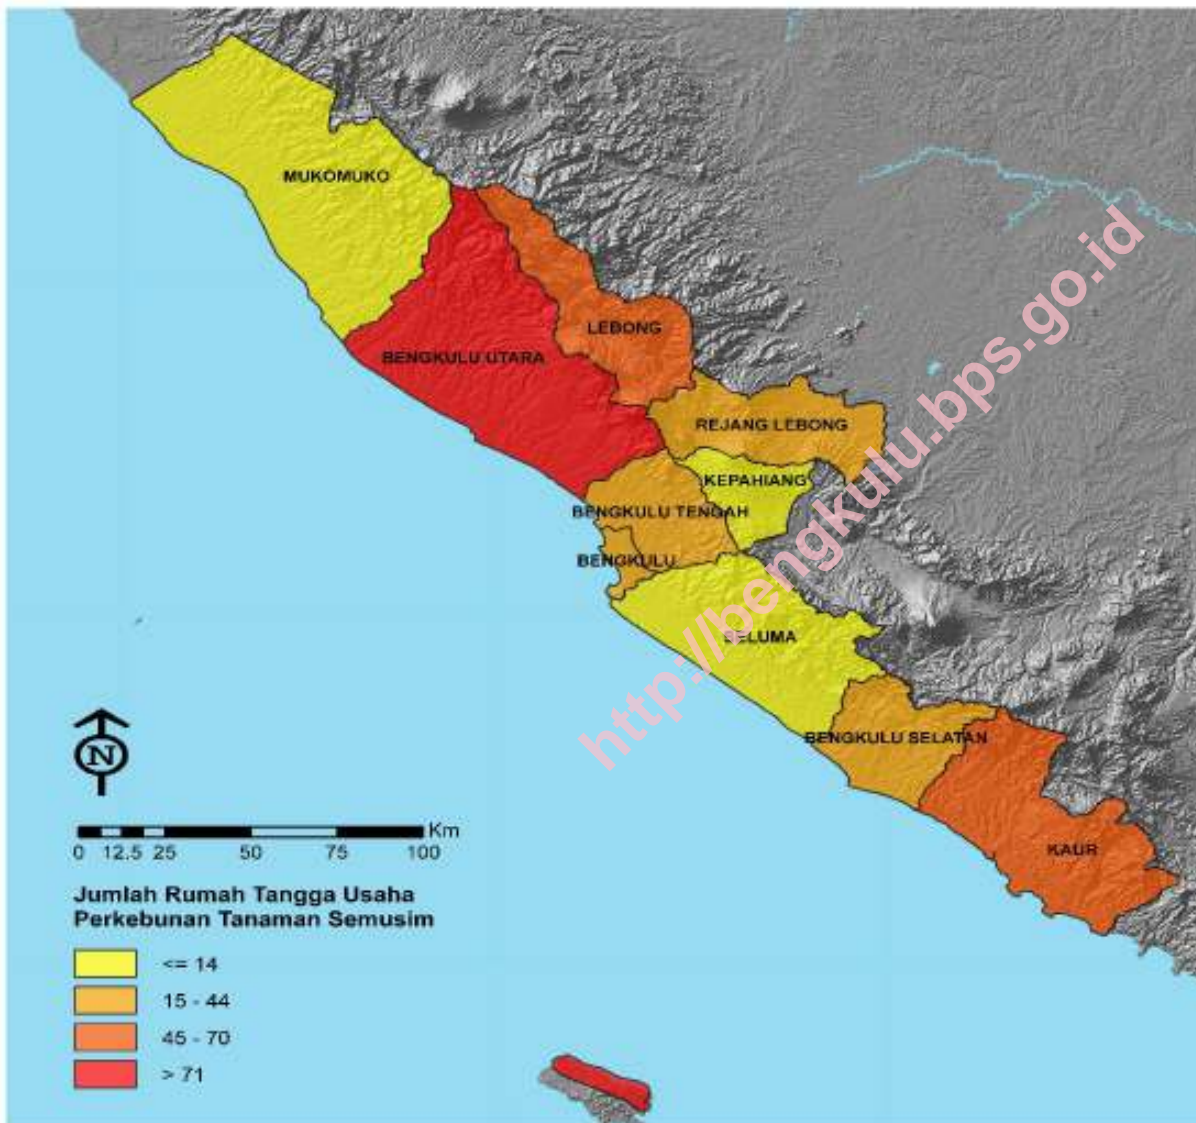 MUKOMUKO
LEBONG
BENGKULU UTARA
REJANG LEBONG
KEPAHIANG
BENGKULU TENGAH
BENGKULU
SELUMA
BENGKULU SELATAN
KAUR
http://bengkulu.bps.go.id
N
Km
0 12.5 25 50 75 100
Jumlah Rumah Tangga Usaha
Perkebunan Tanaman Semusim
<= 14
15 - 44
45 - 70
> 71